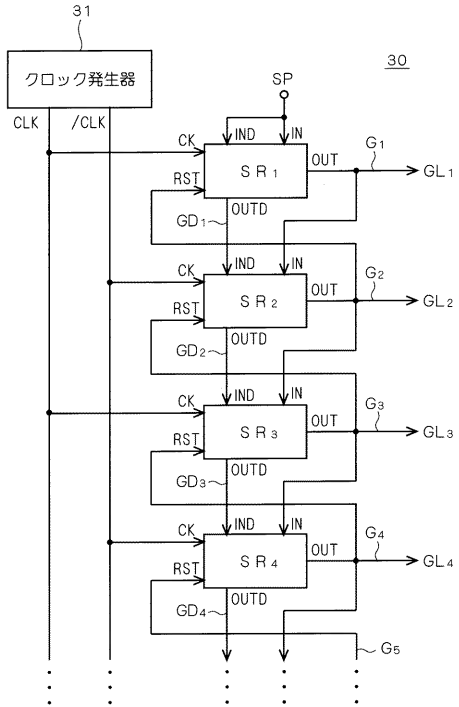 31
クロック発生器
30
SP
CLK /CLK
IND IN
CK
OUT G1
SR1 GL1
RST
OUTD
GD1
IND IN
CK
OUT G2
SR2 GL2
RST
OUTD
GD2
IND IN
CK
OUT G3
SR3 GL3
RST
OUTD
GD3
IND IN
CK
OUT G4
SR4 GL4
RST
OUTD
GD4
G5